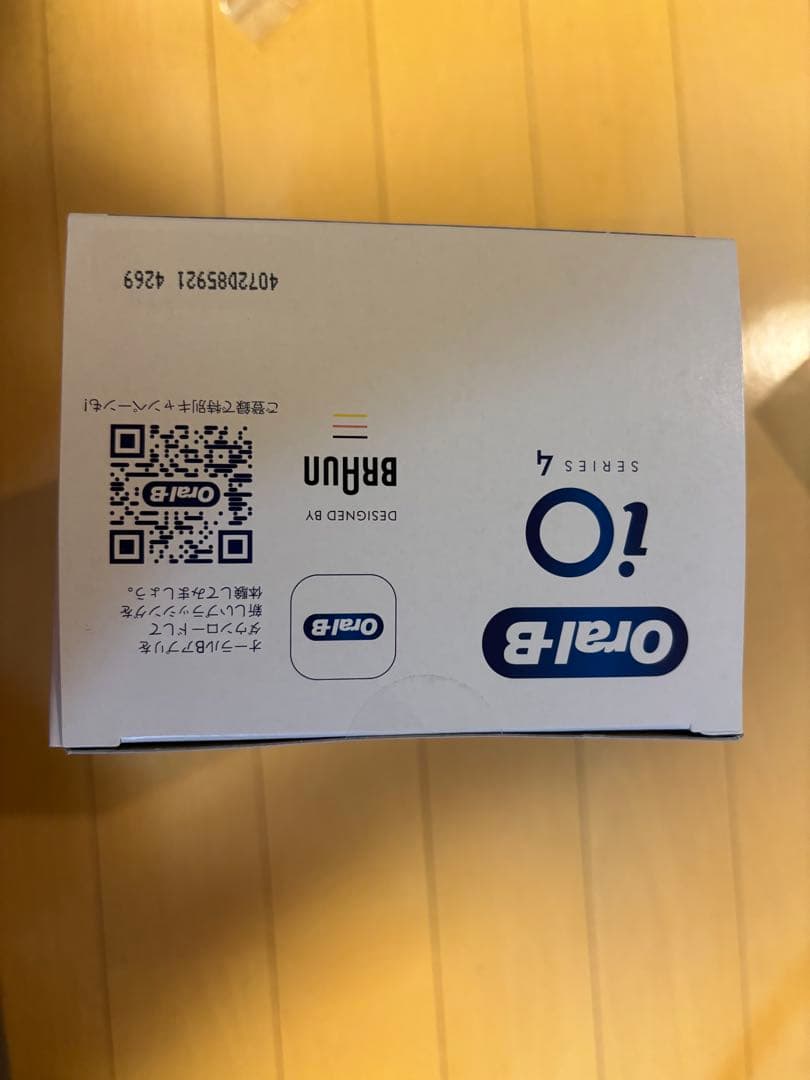 Oral-B
iO
SERIES 4
Oral-B
DESIGNED BY
BRAUN
オーラルBアプリを
ダウンロードして
新しいブラッシングを
体験してみましょう。
Oral-B
ご登録で特別キャンペーンも!
4072D85921 4269